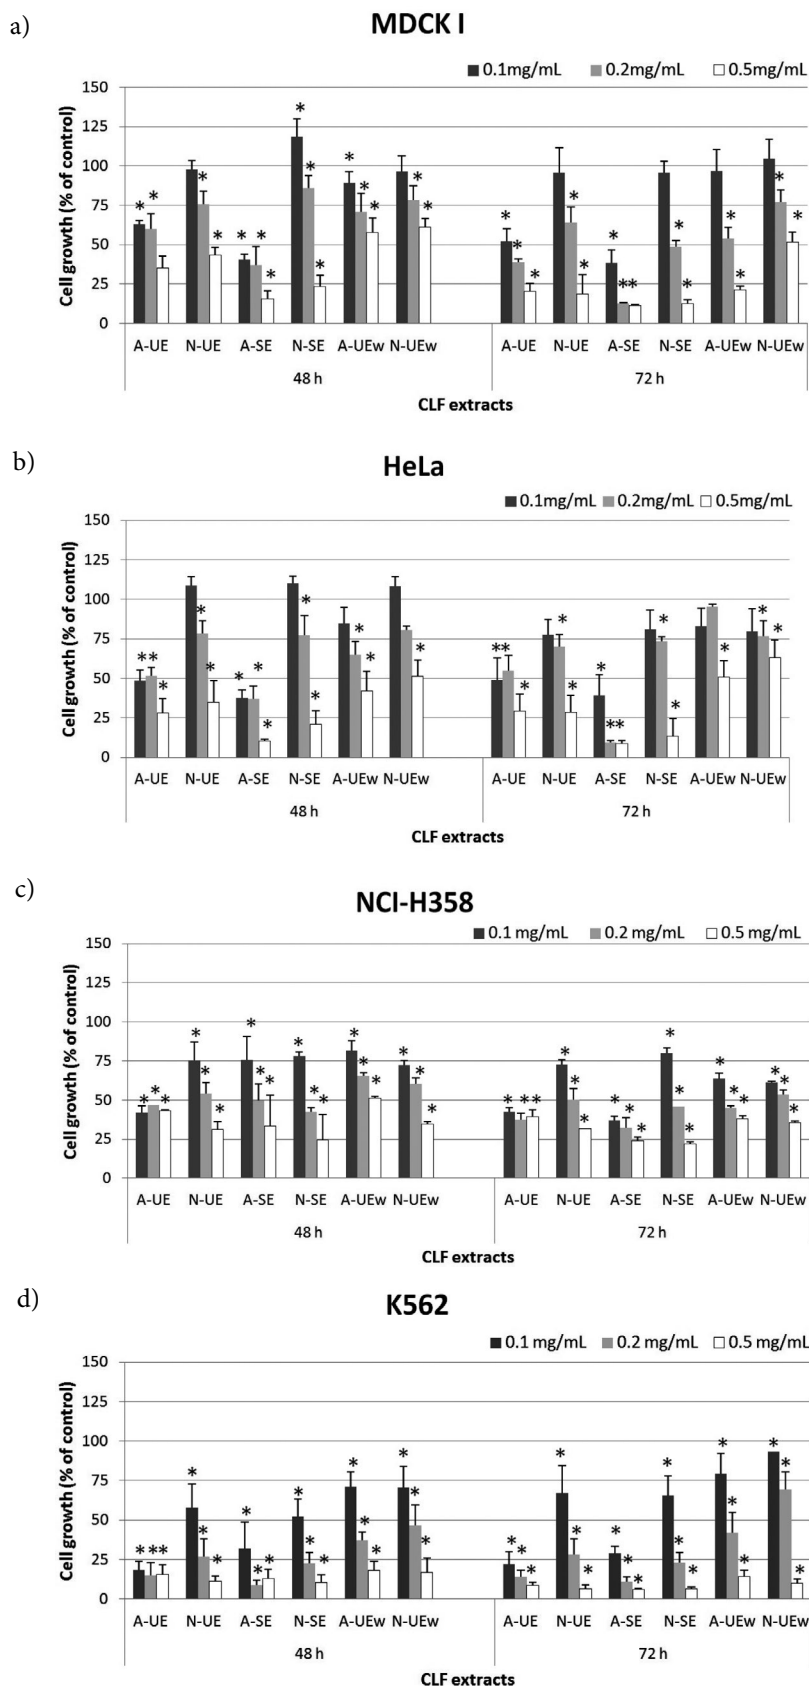 a)
MDCK I
■ 0.1mg/mL ■ 0.2mg/mL □ 0.5mg/mL
Cell growth (% of control)
150
125
100
75
50
25
0
* * * * * * * * * * * * * *
* * * * * * ** * * * * * *
A-UE N-UE A-SE N-SE A-UEw N-UEw A-UE N-UE A-SE N-SE A-UEw N-UEw
48 h 72 h
CLF extracts
b)
HeLa
■ 0.1mg/mL ■ 0.2mg/mL □ 0.5mg/mL
Cell growth (% of control)
150
125
100
75
50
25
0
** * * * * * * * * * * *
** * * * * ** * * * * * *
A-UE N-UE A-SE N-SE A-UEw N-UEw A-UE N-UE A-SE N-SE A-UEw N-UEw
48 h 72 h
CLF extracts
c)
NCI-H358
■ 0.1 mg/mL ■ 0.2 mg/mL □ 0.5 mg/mL
Cell growth (% of control)
150
125
100
75
50
25
0
* * * * * * * * * * * * * * * * * *
* * * * * * * * * * * * * * * * * *
A-UE N-UE A-SE N-SE A-UEw N-UEw A-UE N-UE A-SE N-SE A-UEw N-UEw
48 h 72 h
CLF extracts
d)
K562
■ 0.1 mg/mL ■ 0.2 mg/mL □ 0.5 mg/mL
Cell growth (% of control)
150
125
100
75
50
25
0
* * * * * * * * * * * * * * * * * *
* * * * * * * * * * * * * * * * * *
A-UE N-UE A-SE N-SE A-UEw N-UEw A-UE N-UE A-SE N-SE A-UEw N-UEw
48 h 72 h
CLF extracts